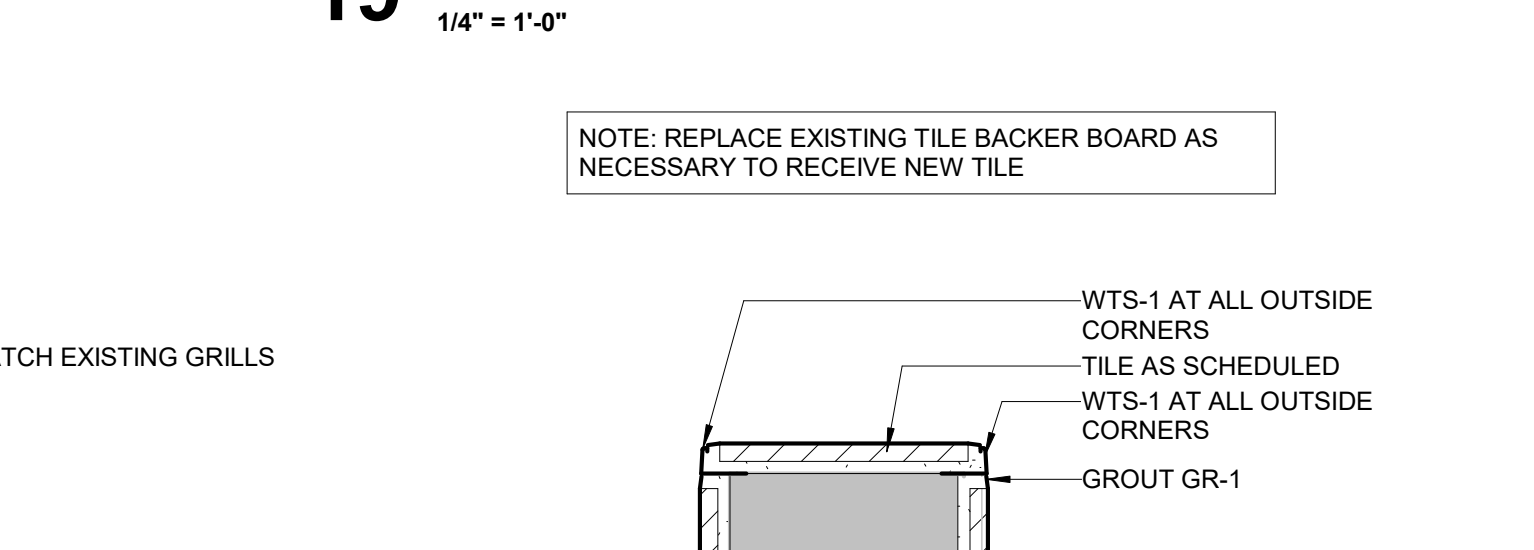 1/4" = 1'-0"
NOTE: REPLACE EXISTING TILE BACKER BOARD AS
NECESSARY TO RECEIVE NEW TILE
WTS-1 AT ALL OUTSIDE
CORNERS
EXISTING GRILLS
TILE AS SCHEDULED
WTS-1 AT ALL OUTSIDE
CORNERS
GROUT GR-1